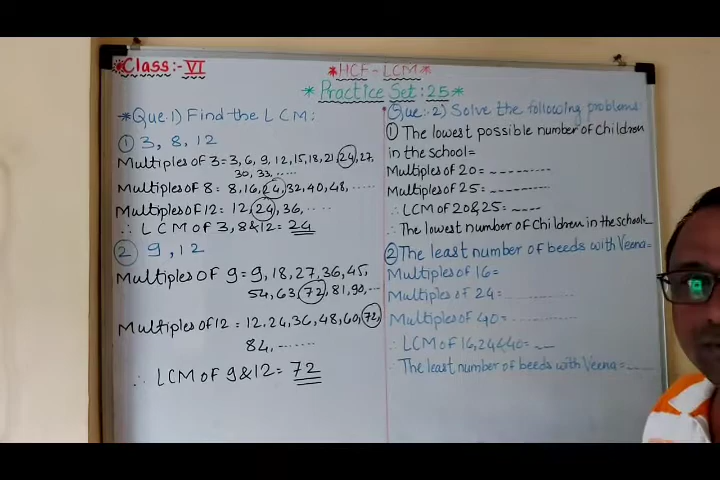 *Class:- VI
*HCF-LCM*
* Practice Set: 25*
*Que:1) Find the LCM:
① 3, 8, 12
Multiples of 3=3, 6, 9, 12, 15, 18, 21, 24, 27,
30, 33, .....
Multiples of 8= 8, 16, 24, 32, 40, 48, .....
Multiples of 12= 12, 24, 36, .....
∴ LCM of 3, 8 & 12= 24
② 9, 12
Multiples of 9= 9, 18, 27, 36, 45,
54, 63, 72, 81, 90, ...
Multiples of 12 = 12, 24, 36, 48, 60, 72,
84, .......
∴ LCM of 9 & 12= 72
Que:-2) Solve the following problems:
① The lowest possible number of children
in the school=
Multiples of 20= ---------
Multiples of 25= ---------
∴ LCM of 20 & 25= ----
∴ The lowest number of children in the school=_
② The least number of beeds with Veena=
Multiples of 16=
Multiples of 24= ............
Multiples of 40= ............
∴ LCM of 16, 24 & 40= ___
∴ The least number of beeds with Veena= ____